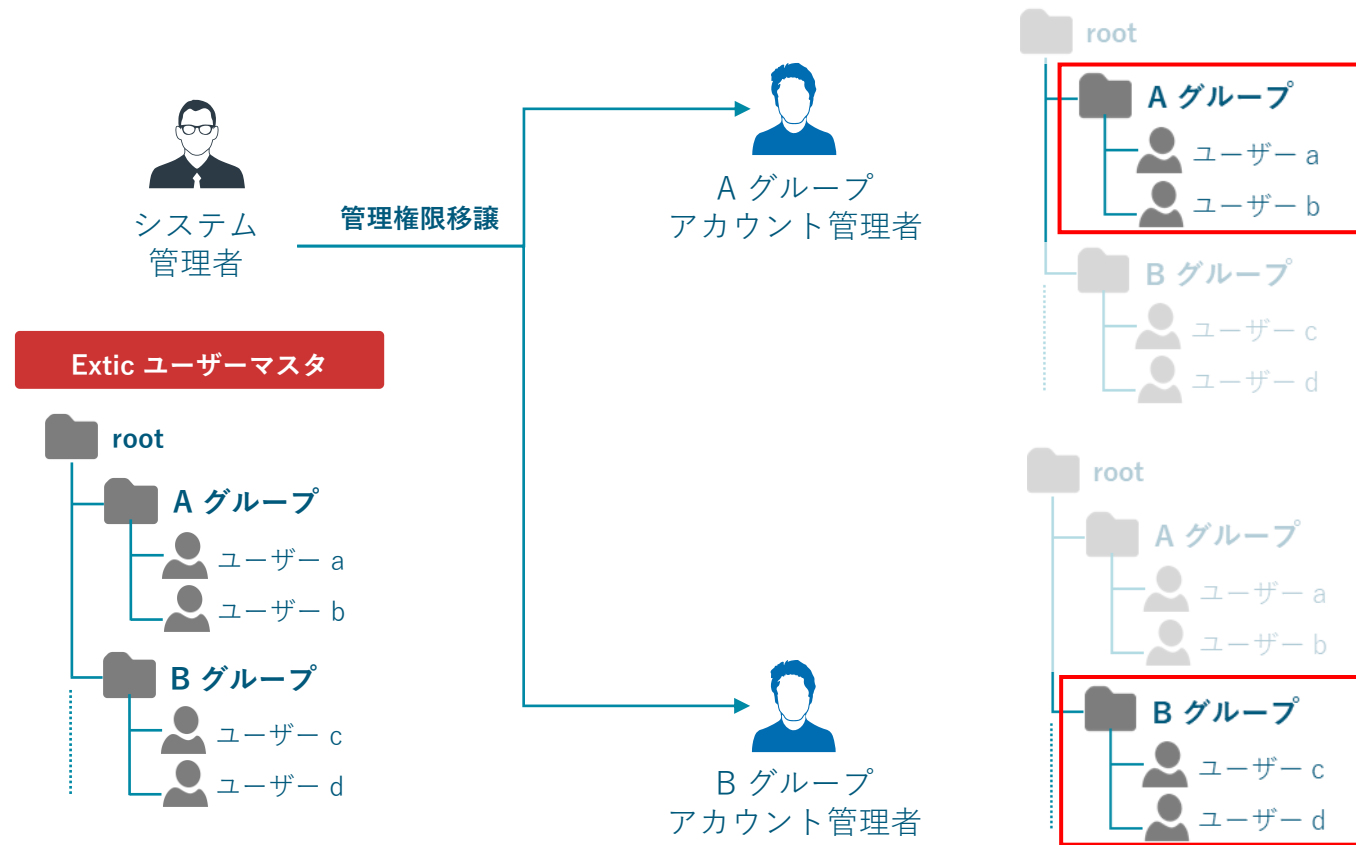 システム
管理者
管理権限移譲
Extic ユーザーマスタ
root
A グループ
ユーザー a
ユーザー b
B グループ
ユーザー c
ユーザー d
A グループ
アカウント管理者
B グループ
アカウント管理者
root
A グループ
ユーザー a
ユーザー b
B グループ
ユーザー c
ユーザー d
root
A グループ
ユーザー a
ユーザー b
B グループ
ユーザー c
ユーザー d